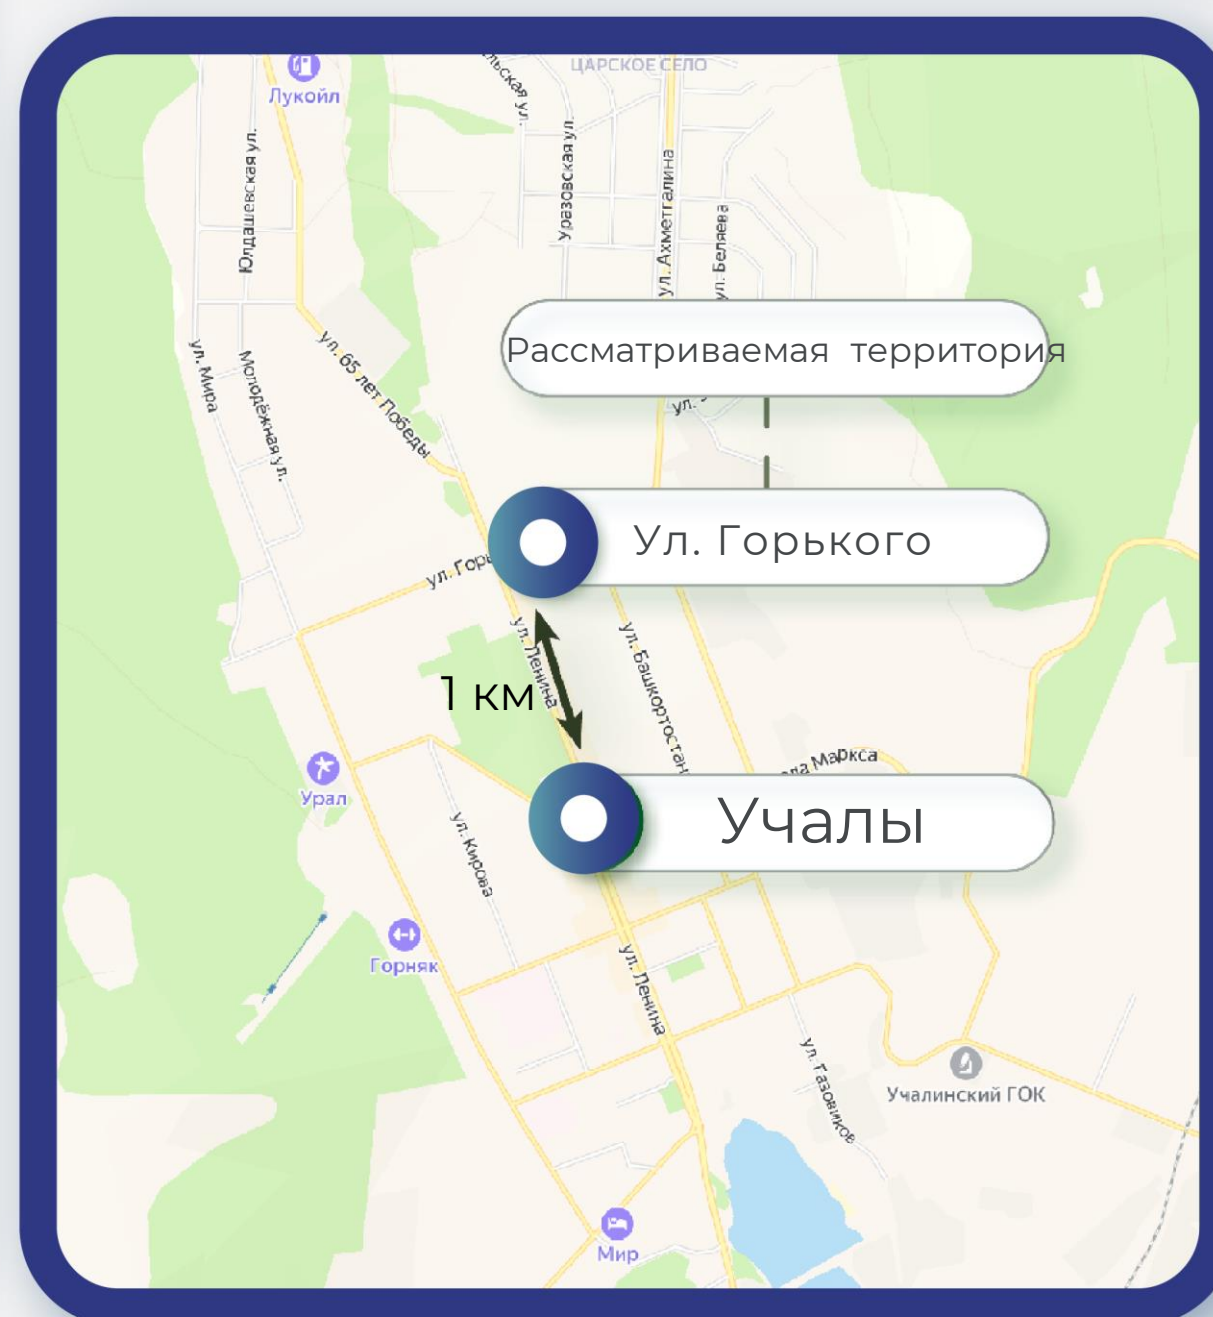 ЦАРСКОЕ СЕЛО
Лукойл
Юлдашевская ул.
Уразовская ул.
ул. Ахметгалина
ул. Беляева
ул. Мира
Молодёжная ул.
ул. 65 лет Победы
Рассматриваемая территория
ул.
Ул. Горького
ул. Горь
ул. Ленина
1 км
ул. Башкортостан
Маркса
Урал
Учалы
ул. Кирова
Горняк
ул. Ленина
ул. Газовиков
Учалинский ГОК
Мир